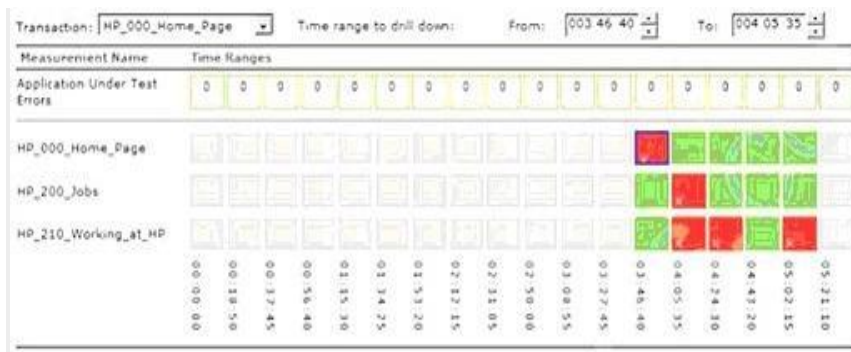 Transaction: HP_000_Home_Page Time range to drill down: From: 003 46 40 To: 004 05 35
Measurement Name Time Ranges
Application Under Test
Errors
0 0 0 0 0 0 0 0 0 0 0 0 0 0 0 0 0 0
HP_000_Home_Page
HP_200_Jobs
HP_210_Working_at_HP
00:00:00 00:18:50 00:37:45 00:56:40 01:15:30 01:34:25 01:53:20 02:12:15 02:31:05 02:50:00 03:08:55 03:27:45 03:46:40 04:05:35 04:24:30 04:43:20 05:02:15 05:21:10